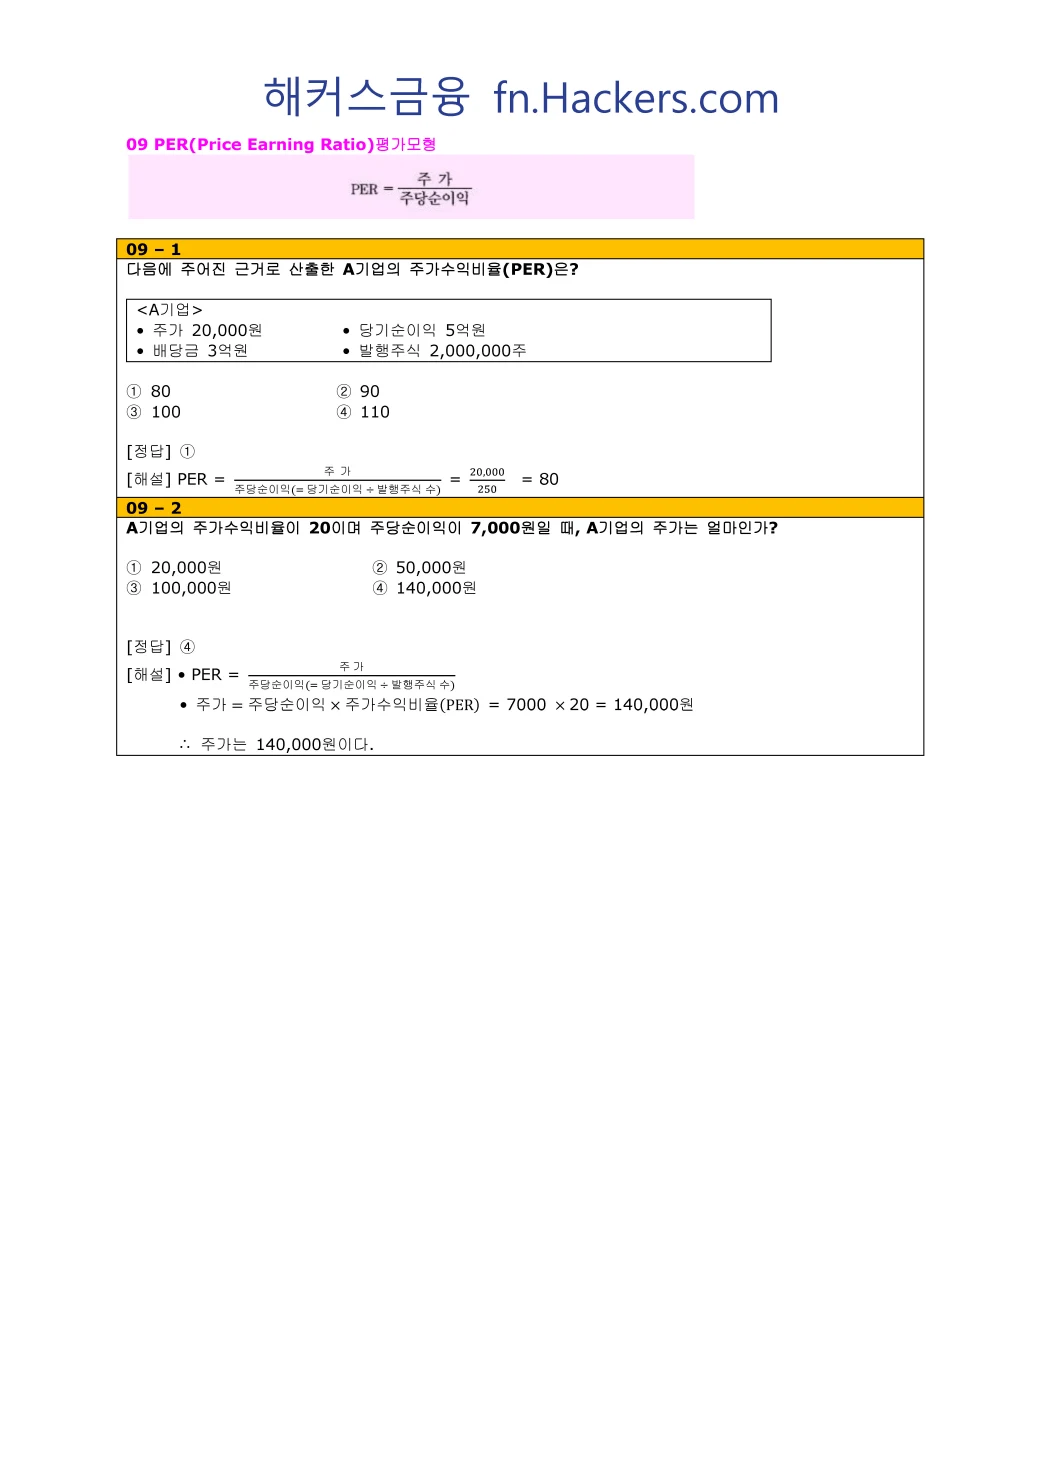 해커스금융 fn.Hackers.com
09 PER(Price Earning Ratio)평가모형
PER = 주 가 / 주당순이익
09 – 1
다음에 주어진 근거로 산출한 A기업의 주가수익비율(PER)은?
<A기업>
• 주가 20,000원 • 당기순이익 5억원
• 배당금 3억원 • 발행주식 2,000,000주
① 80 ② 90
③ 100 ④ 110
[정답] ①
[해설] PER = 주 가 / 주당순이익(= 당기순이익 ÷ 발행주식 수) = 20,000 / 250 = 80
09 – 2
A기업의 주가수익비율이 20이며 주당순이익이 7,000원일 때, A기업의 주가는 얼마인가?
① 20,000원 ② 50,000원
③ 100,000원 ④ 140,000원
[정답] ④
[해설] • PER = 주 가 / 주당순이익(= 당기순이익 ÷ 발행주식 수)
• 주가 = 주당순이익 × 주가수익비율(PER) = 7000 × 20 = 140,000원
∴ 주가는 140,000원이다.